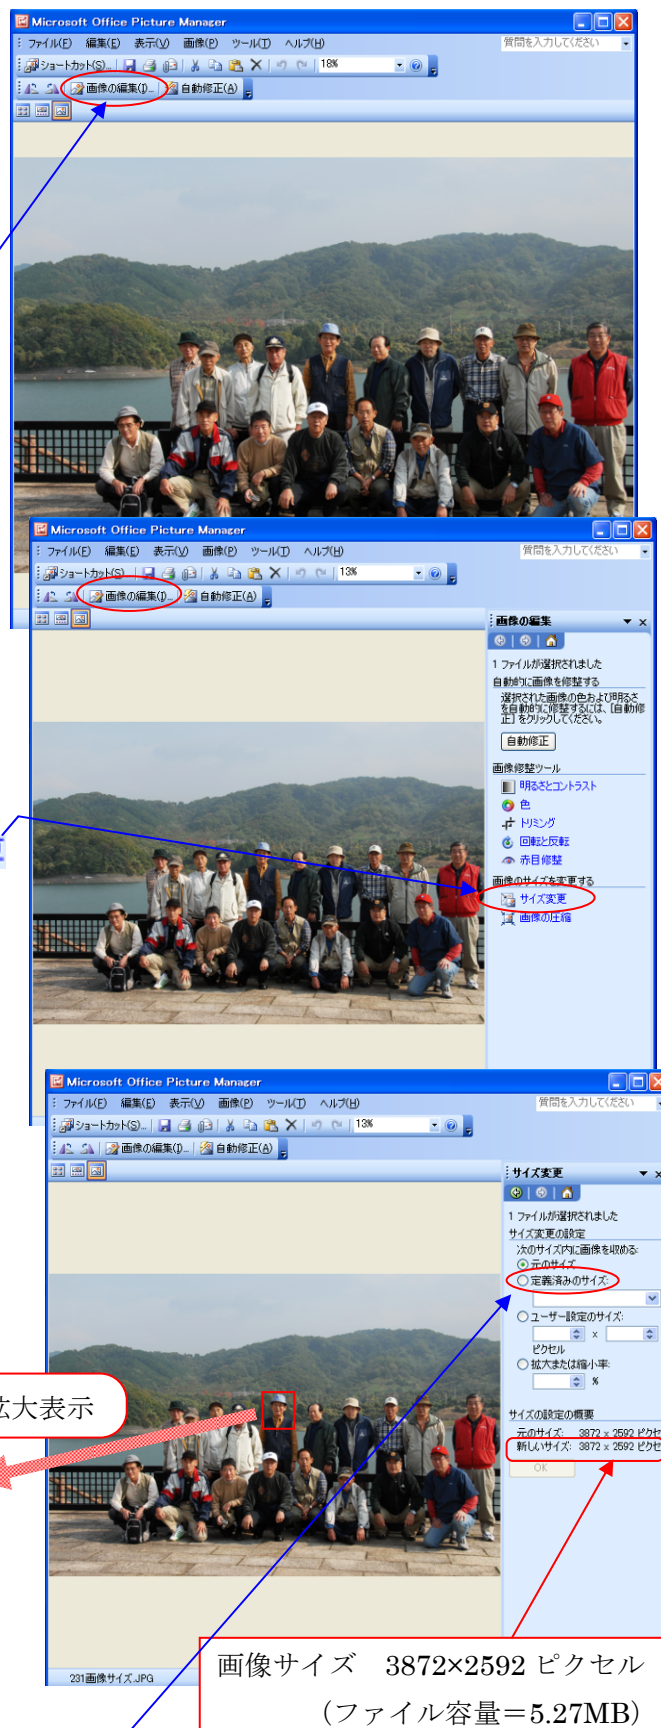 Microsoft Office Picture Manager
ファイル(F) 編集(E) 表示(V) 画像(P) ツール(T) ヘルプ(H) 質問を入力してください
ショートカット(S)... 18%
画像の編集(I)... 自動修正(A)
Microsoft Office Picture Manager
ファイル(F) 編集(E) 表示(V) 画像(P) ツール(T) ヘルプ(H) 質問を入力してください
ショートカット(S)... 13%
画像の編集(I)... 自動修正(A)
画像の編集
1 ファイルが選択されました
自動的に画像を修整する
選択された画像の色および明るさ
を自動的に修整するには、[自動修
正] をクリックしてください。
自動修正
画像修整ツール
明るさとコントラスト
色
トリミング
回転と反転
赤目修整
画像のサイズを変更する
サイズ変更
画像の圧縮
Microsoft Office Picture Manager
ファイル(F) 編集(E) 表示(V) 画像(P) ツール(T) ヘルプ(H) 質問を入力してください
ショートカット(S)... 13%
画像の編集(I)... 自動修正(A)
サイズ変更
1 ファイルが選択されました
サイズ変更の設定
次のサイズ内に画像を収める:
元のサイズ
定義済みのサイズ:
ユーザー設定のサイズ:
x
ピクセル
拡大または縮小率:
%
サイズの設定の概要
元のサイズ: 3872 x 2592 ピクセ
新しいサイズ: 3872 x 2592 ピクセ
OK
拡大表示
231画像サイズ.JPG
画像サイズ 3872×2592 ピクセル
（ファイル容量＝5.27MB）